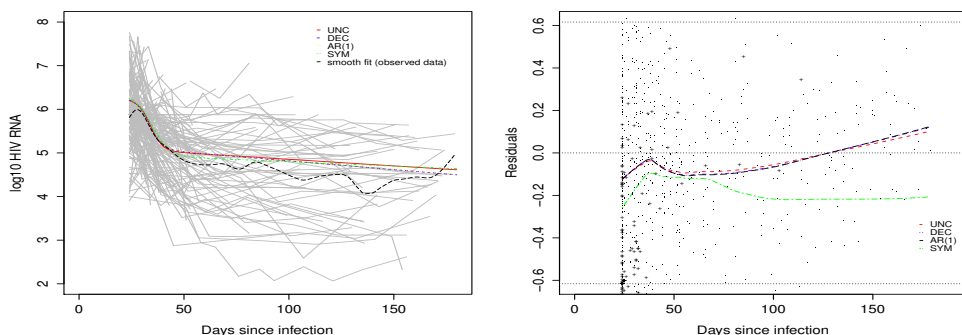 8
7
6
5
4
3
2
log10 HIV RNA
UNC
DEC
AR(1)
SYM
smooth fit (observed data)
0 50 100 150
Days since infection
0.6
0.4
0.2
0.0
−0.2
−0.4
−0.6
Residuals
UNC
DEC
AR(1)
SYM
0 50 100 150
Days since infection